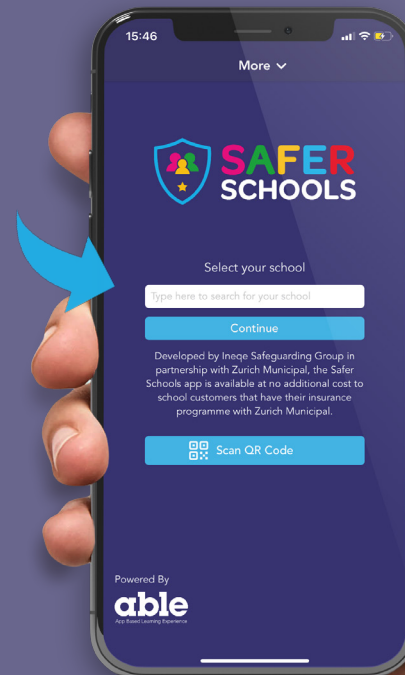 15:46
More
SAFER
SCHOOLS
Select your school
Type here to search for your school
Continue
Developed by Ineqe Safeguarding Group in
partnership with Zurich Municipal, the Safer
Schools app is available at no additional cost to
school customers that have their insurance
programme with Zurich Municipal.
Scan QR Code
Powered By
able
App Based Learning Experience